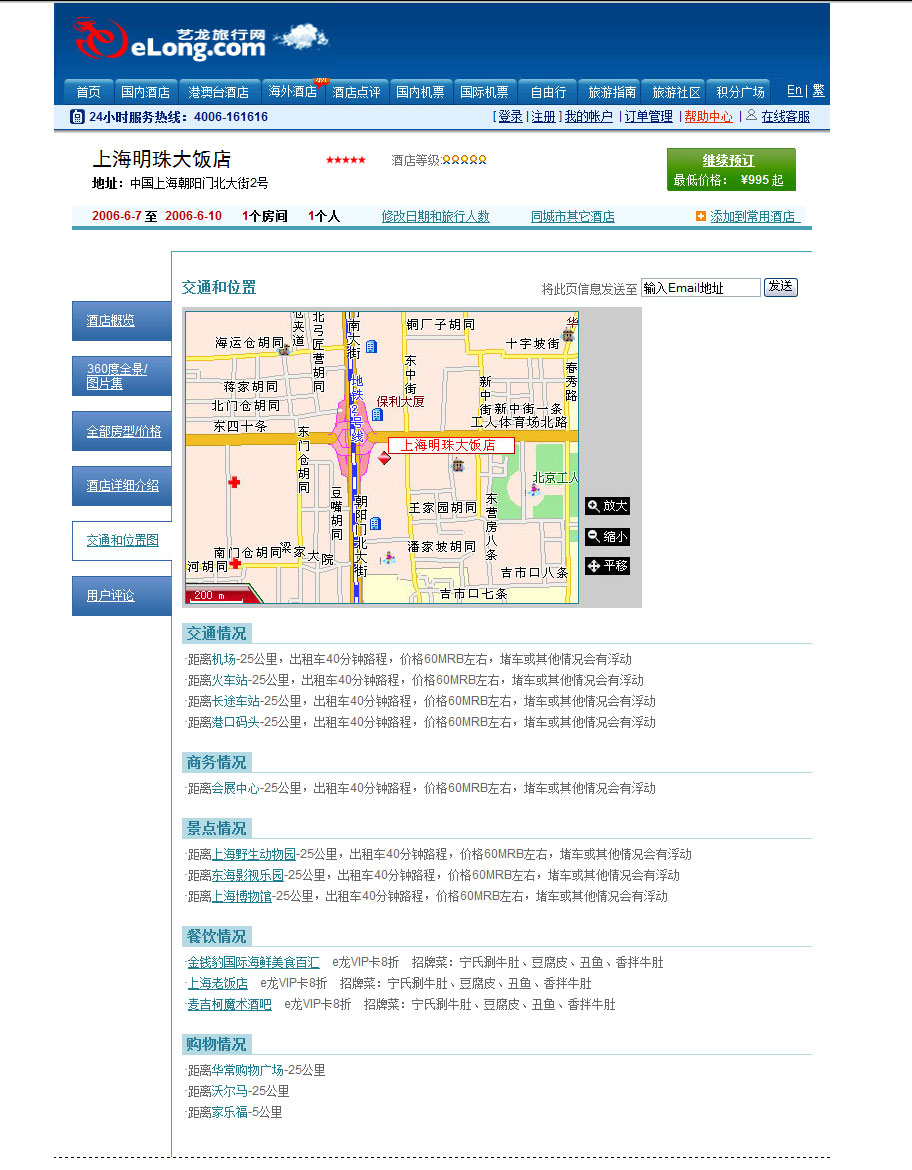 艺龙旅行网
eLong.com
首页 国内酒店 港澳台酒店 海外酒店 酒店点评 国内机票 国际机票 自由行 旅游指南 旅游社区 积分广场 En | 繁
24小时服务热线：4006-161616 [ 登录 | 注册 ] 我的帐户 | 订单管理 | 帮助中心 | 在线客服
上海明珠大饭店 ★★★★★ 酒店等级:
继续预订
最低价格： ¥995 起
地址：中国上海朝阳门北大街2号
2006-6-7 至 2006-6-10 1个房间 1个人 修改日期和旅行人数 同城市其它酒店 添加到常用酒店
交通和位置 将此页信息发送至 输入Email地址 发送
酒店概览
360度全景/
图片集
全部房型/价格
酒店详细介绍
交通和位置图
用户评论
仓夹道
北弓匠营胡同
南大街
铜厂子胡同
华
海运仓胡同
十字坡街
东中街
春秀路
蒋家胡同
地铁2号线
新中街
北门仓胡同
保利大厦
新中街一条
东四十条
工人体育场北路
东门仓胡同
上海明珠大饭店
北京工人
豆嘴胡同
朝阳门北大街
王家园胡同
东营房八条
放大
缩小
平移
南门仓胡同
梁家大院
潘家坡胡同
河胡同
吉市口八条
200 m
吉市口七条
交通情况
·距离机场-25公里，出租车40分钟路程，价格60MRB左右，堵车或其他情况会有浮动
·距离火车站-25公里，出租车40分钟路程，价格60MRB左右，堵车或其他情况会有浮动
·距离长途车站-25公里，出租车40分钟路程，价格60MRB左右，堵车或其他情况会有浮动
·距离港口码头-25公里，出租车40分钟路程，价格60MRB左右，堵车或其他情况会有浮动
商务情况
·距离会展中心-25公里，出租车40分钟路程，价格60MRB左右，堵车或其他情况会有浮动
景点情况
·距离上海野生动物园-25公里，出租车40分钟路程，价格60MRB左右，堵车或其他情况会有浮动
·距离东海影视乐园-25公里，出租车40分钟路程，价格60MRB左右，堵车或其他情况会有浮动
·距离上海博物馆-25公里，出租车40分钟路程，价格60MRB左右，堵车或其他情况会有浮动
餐饮情况
·金钱豹国际海鲜美食百汇 e龙VIP卡8折 招牌菜：宁氏涮牛肚、豆腐皮、丑鱼、香拌牛肚
·上海老饭店 e龙VIP卡8折 招牌菜：宁氏涮牛肚、豆腐皮、丑鱼、香拌牛肚
·麦吉柯魔术酒吧 e龙VIP卡8折 招牌菜：宁氏涮牛肚、豆腐皮、丑鱼、香拌牛肚
购物情况
·距离华常购物广场-25公里
·距离沃尔马-25公里
·距离家乐福-5公里